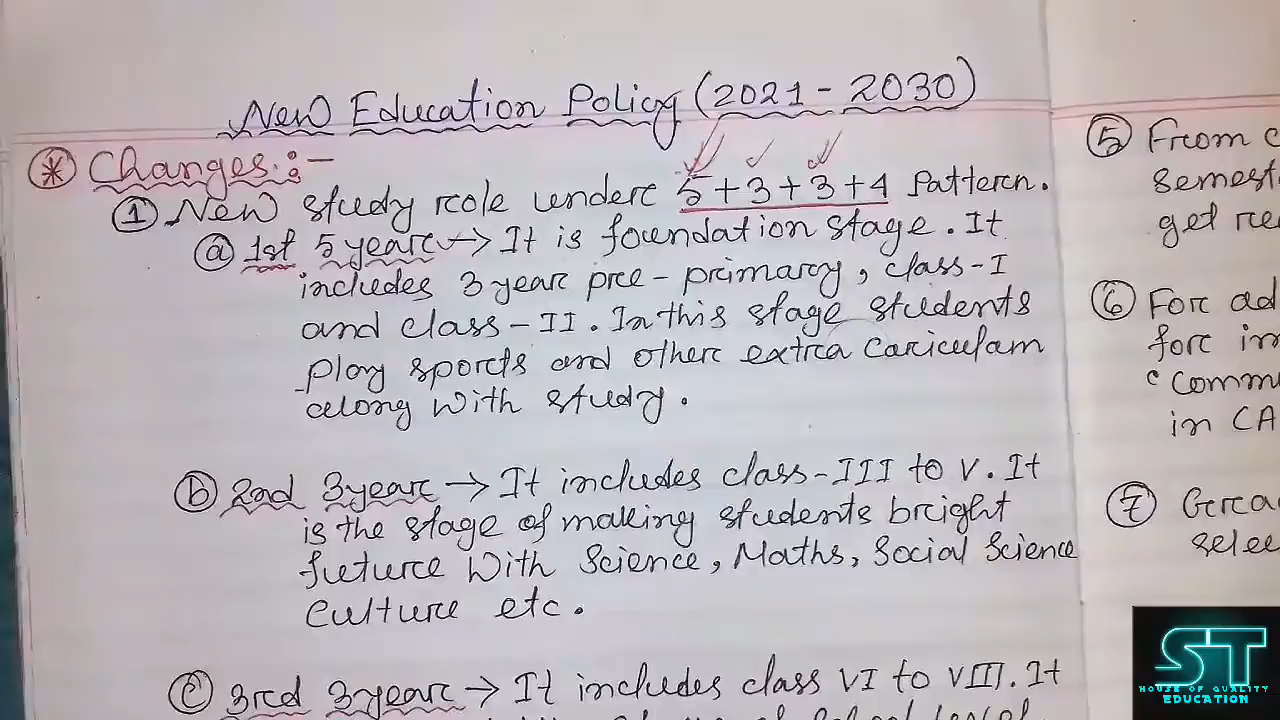 New Education Policy (2021 - 2030)
* Changes :-
① New study role under 5 + 3 + 3 + 4 Pattern.
ⓐ 1st 5 year → It is foundation stage. It
includes 3 year pre - primary, class - I
and class - II. In this stage students
play sports and other extra cariculam
along with study.
ⓑ 2nd 3 year → It includes class - III to V. It
is the stage of making students bright
future with Science, Maths, Social Science
Culture etc.
ⓒ 3rd 3 year → It includes class VI to VIII. It
⑤ From
semest
get
⑥ For ad
for in
comm
in CA
⑦
selee
ST
HOUSE OF QUALITY
EDUCATION